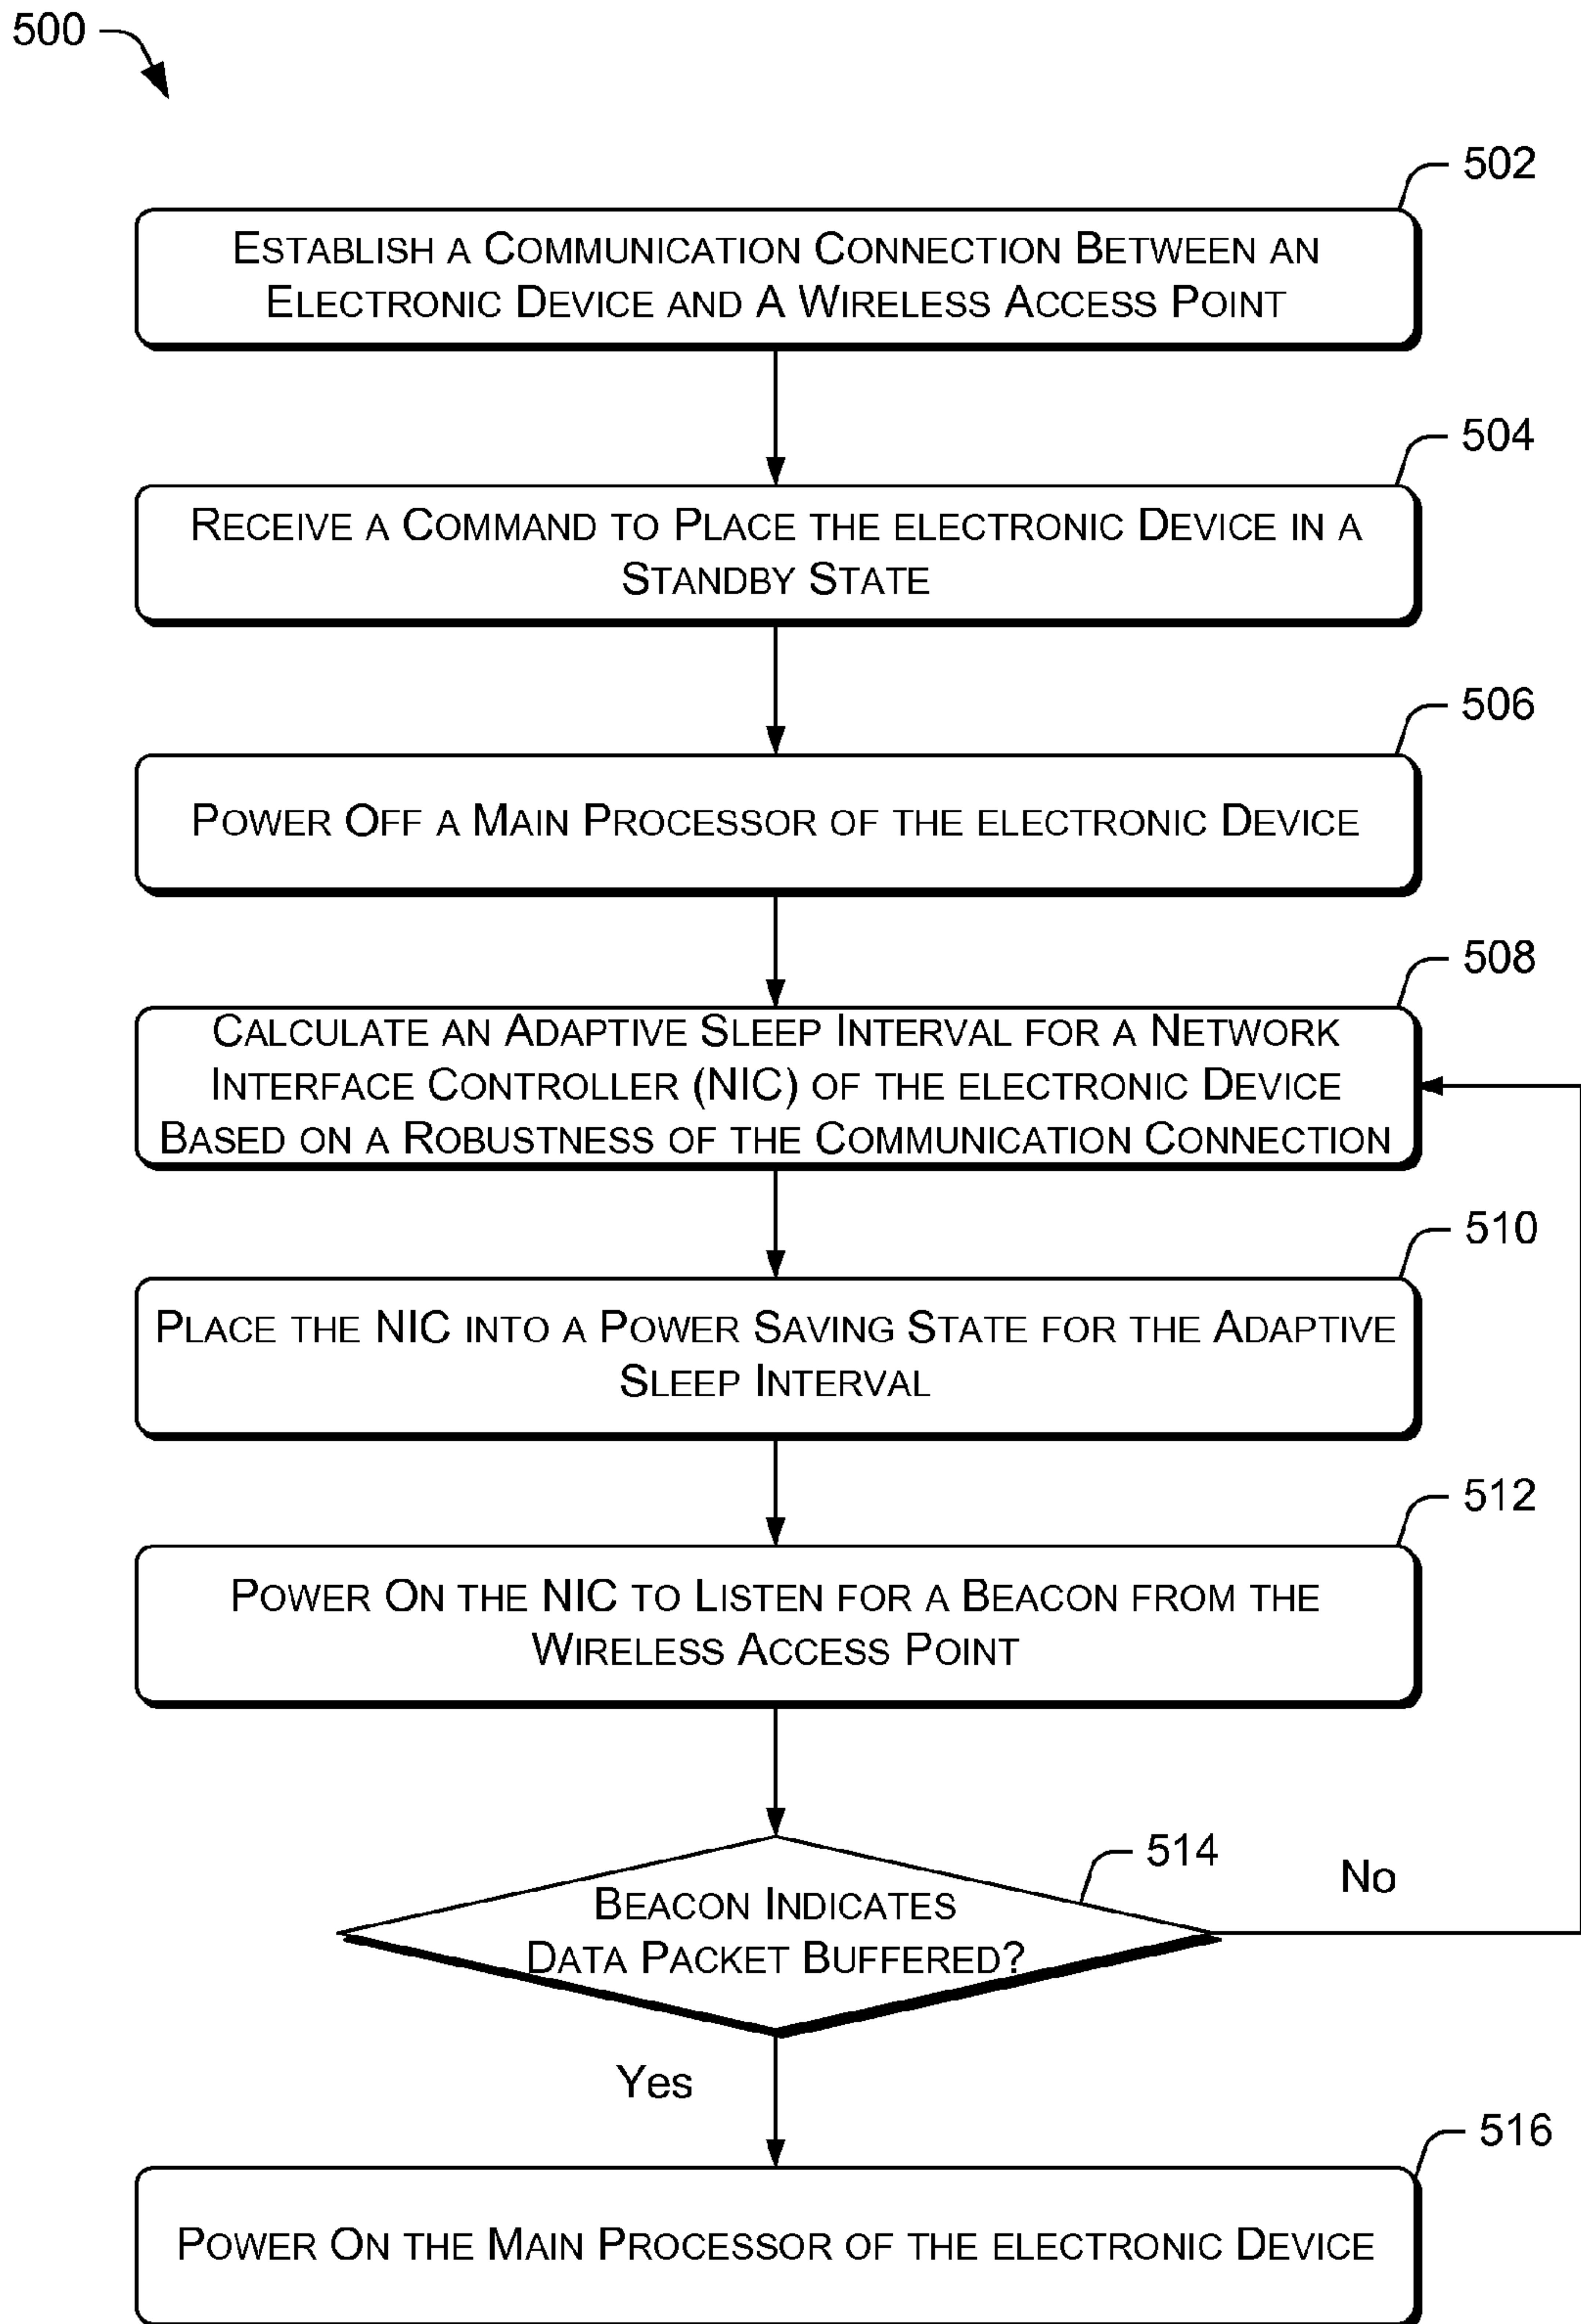 500
502
ESTABLISH A COMMUNICATION CONNECTION BETWEEN AN
ELECTRONIC DEVICE AND A WIRELESS ACCESS POINT
504
RECEIVE A COMMAND TO PLACE THE ELECTRONIC DEVICE IN A
STANDBY STATE
506
POWER OFF A MAIN PROCESSOR OF THE ELECTRONIC DEVICE
508
CALCULATE AN ADAPTIVE SLEEP INTERVAL FOR A NETWORK
INTERFACE CONTROLLER (NIC) OF THE ELECTRONIC DEVICE
BASED ON A ROBUSTNESS OF THE COMMUNICATION CONNECTION
510
PLACE THE NIC INTO A POWER SAVING STATE FOR THE ADAPTIVE
SLEEP INTERVAL
512
POWER ON THE NIC TO LISTEN FOR A BEACON FROM THE
WIRELESS ACCESS POINT
514
No
BEACON INDICATES
DATA PACKET BUFFERED?
Yes
516
POWER ON THE MAIN PROCESSOR OF THE ELECTRONIC DEVICE